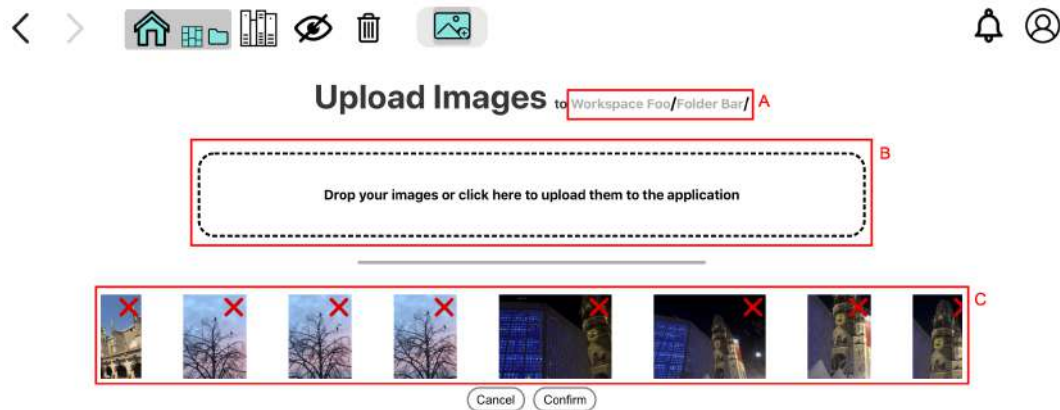 Upload Images to Workspace Foo/Folder Bar/ A
B
Drop your images or click here to upload them to the application
C
Cancel Confirm